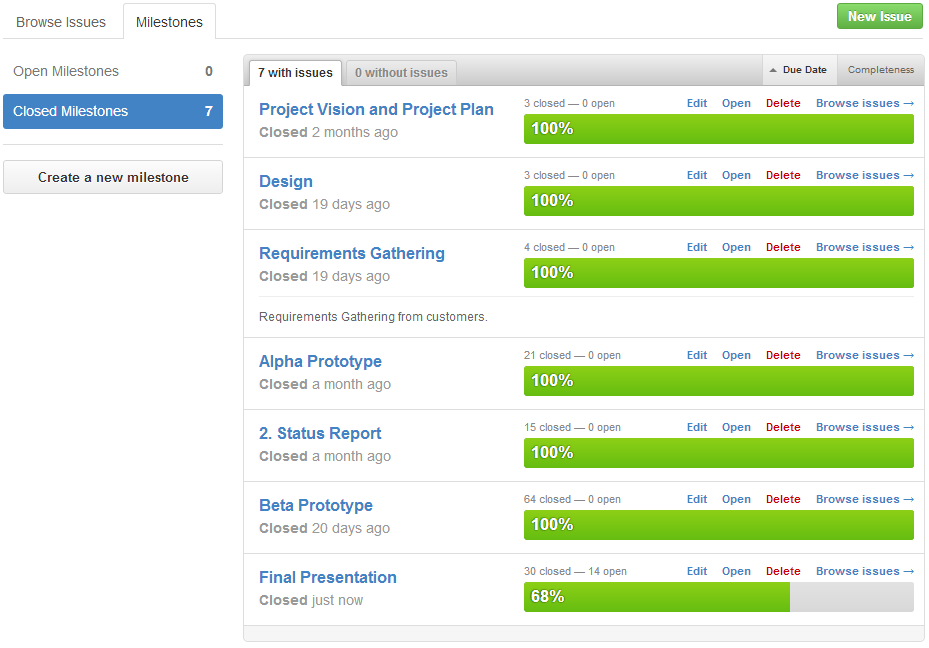 Browse Issues Milestones New Issue
Open Milestones 0
Closed Milestones 7
Create a new milestone
7 with issues 0 without issues Due Date Completeness
Project Vision and Project Plan 3 closed — 0 open Edit Open Delete Browse issues →
Closed 2 months ago 100%
Design 3 closed — 0 open Edit Open Delete Browse issues →
Closed 19 days ago 100%
Requirements Gathering 4 closed — 0 open Edit Open Delete Browse issues →
Closed 19 days ago 100%
Requirements Gathering from customers.
Alpha Prototype 21 closed — 0 open Edit Open Delete Browse issues →
Closed a month ago 100%
2. Status Report 15 closed — 0 open Edit Open Delete Browse issues →
Closed a month ago 100%
Beta Prototype 64 closed — 0 open Edit Open Delete Browse issues →
Closed 20 days ago 100%
Final Presentation 30 closed — 14 open Edit Open Delete Browse issues →
Closed just now 68%